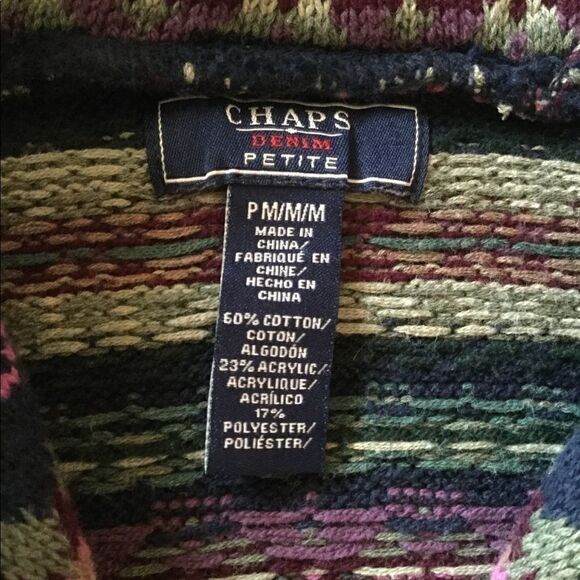 CHAPS
DENIM
PETITE
P M/M/M
MADE IN
CHINA/
FABRIQUÉ EN
CHINE/
HECHO EN
CHINA
60% COTTON/
COTON/
ALGODÓN
23% ACRYLIC/
ACRYLIQUE/
ACRÍLICO
17%
POLYESTER/
POLIÉSTER/